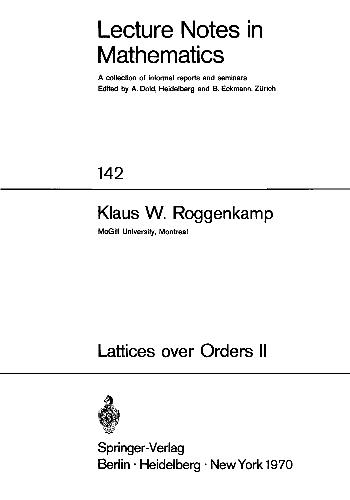 Lecture Notes in
Mathematics
A collection of informal reports and seminars
Edited by A. Dold, Heidelberg and B. Eckmann, Zürich
142
Klaus W. Roggenkamp
McGill University, Montreal
Lattices over Orders II
Springer-Verlag
Berlin · Heidelberg · New York 1970